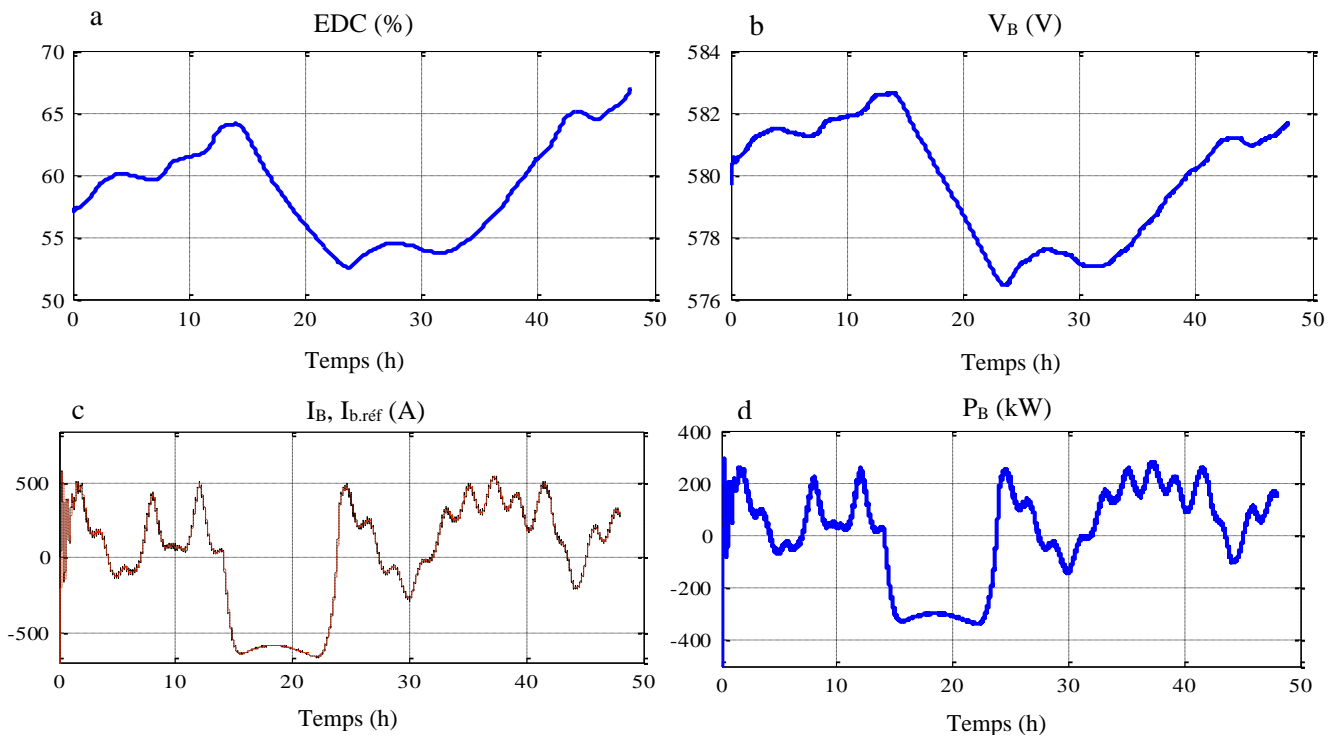 a
EDC (%)
70
65
60
55
50
0 10 20 30 40 50
Temps (h)
b
V_B (V)
584
582
580
578
576
0 10 20 30 40 50
Temps (h)
c
I_B, I_b.réf (A)
500
0
-500
0 10 20 30 40 50
Temps (h)
d
P_B (kW)
400
200
0
-200
-400
0 10 20 30 40 50
Temps (h)